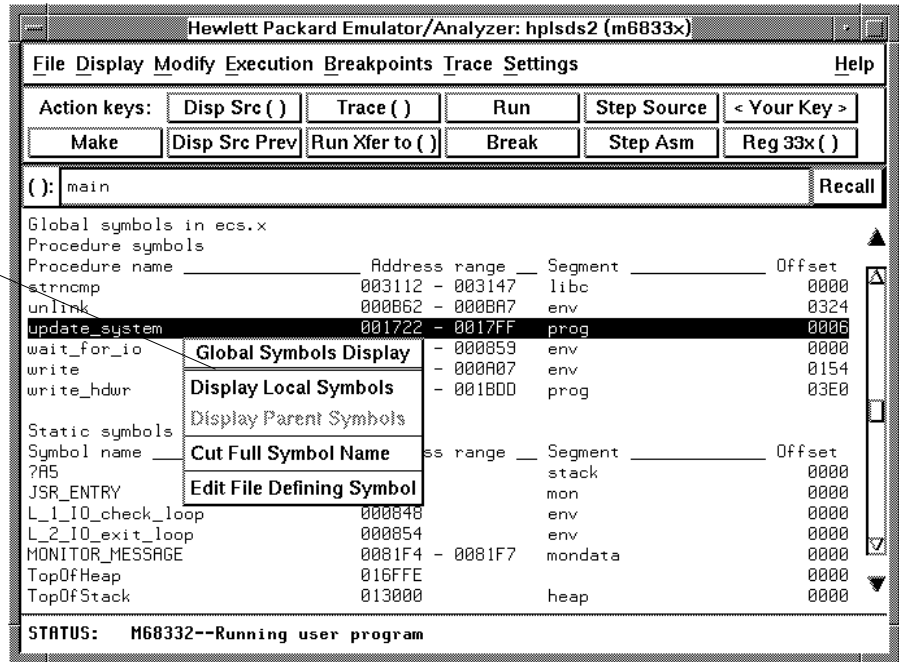 Hewlett Packard Emulator/Analyzer: hplsds2 (m6833x)
File Display Modify Execution Breakpoints Trace Settings Help
Action keys: Disp Src ( ) Trace ( ) Run Step Source < Your Key >
Make Disp Src Prev Run Xfer to ( ) Break Step Asm Reg 33x ( )
( ): main Recall
Global symbols in ecs.x
Procedure symbols
Procedure name _______________ Address range __ Segment _____________ Offset
strncmp 003112 - 003147 libc 0000
unlink 000B62 - 000BA7 env 0324
update_system 001722 - 0017FF prog 0006
wait_for_io - 000859 env 0000
write - 000A07 env 0154
write_hdwr - 001BDD prog 03E0
Global Symbols Display
Display Local Symbols
Display Parent Symbols
Cut Full Symbol Name
Edit File Defining Symbol
Static symbols
Symbol name ___ ss range __ Segment _____________ Offset
?A5 stack 0000
JSR_ENTRY mon 0000
L_1_IO_check_loop 000848 env 0000
L_2_IO_exit_loop 000854 env 0000
MONITOR_MESSAGE 0081F4 - 0081F7 mondata 0000
TopOfHeap 016FFE 0000
TopOfStack 013000 heap 0000
STATUS: M68332--Running user program